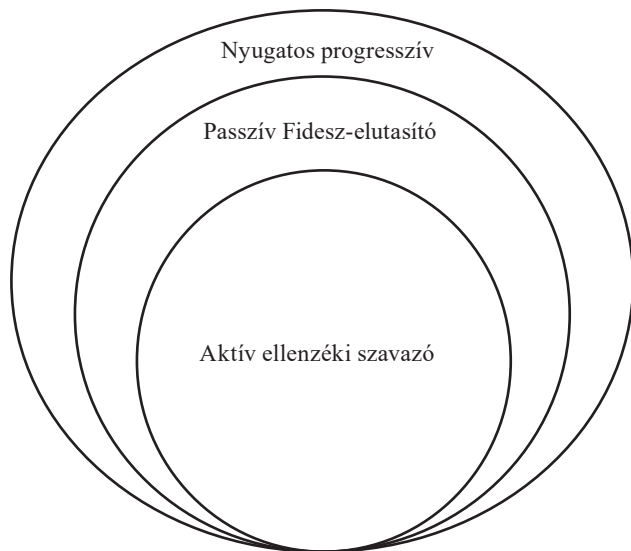 Nyugatos progresszív
Passzív Fidesz-elutasító
Aktív ellenzéki szavazó